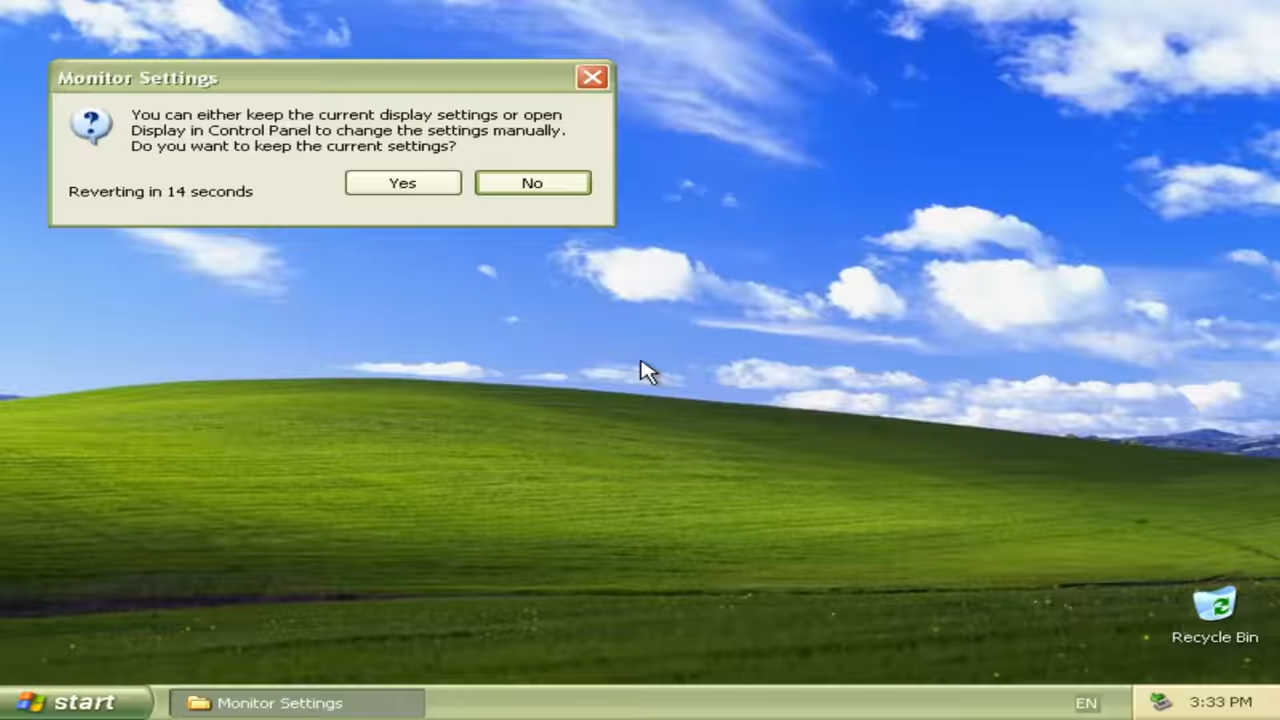 Monitor Settings
You can either keep the current display settings or open
Display in Control Panel to change the settings manually.
Do you want to keep the current settings?
Reverting in 14 seconds
Yes
No
Recycle Bin
start
Monitor Settings
EN
3:33 PM